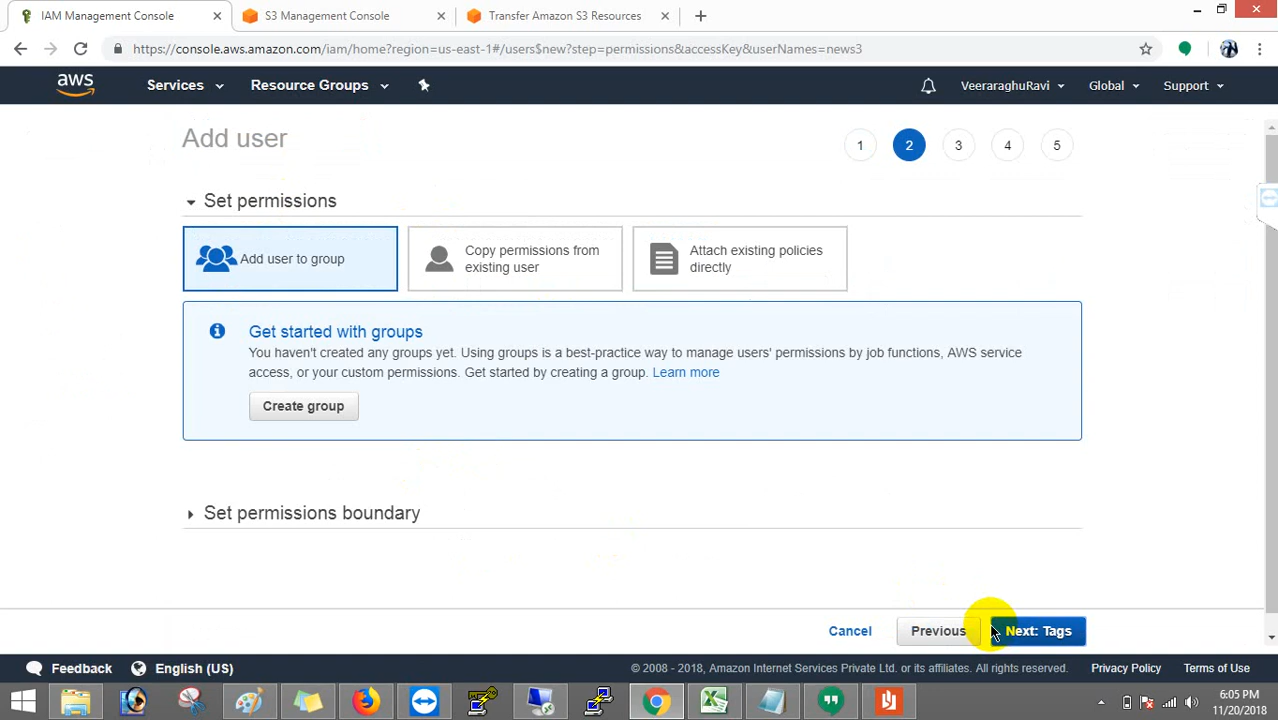 IAM Management Console
S3 Management Console
Transfer Amazon S3 Resources
https://console.aws.amazon.com/iam/home?region=us-east-1#/users$new?step=permissions&accessKey&userNames=news3
aws
Services
Resource Groups
VeeraraghuRavi
Global
Support
Add user
1
2
3
4
5
Set permissions
Add user to group
Copy permissions from
existing user
Attach existing policies
directly
Get started with groups
You haven't created any groups yet. Using groups is a best-practice way to manage users' permissions by job functions, AWS service
access, or your custom permissions. Get started by creating a group. Learn more
Create group
Set permissions boundary
Cancel
Previous
Next: Tags
Feedback
English (US)
© 2008 - 2018, Amazon Internet Services Private Ltd. or its affiliates. All rights reserved.
Privacy Policy
Terms of Use
6:05 PM
11/20/2018